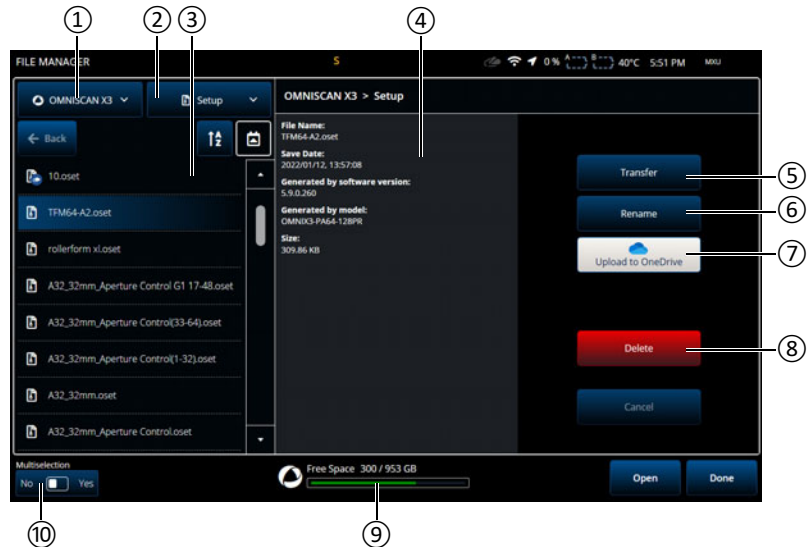 ① ② ③ ④
FILE MANAGER S 0 % A B 40°C 5:51 PM MXU
OMNISCAN X3 Setup
OMNISCAN X3 > Setup
Back
A Z
10.oset
TFM64-A2.oset
rollerform xl.oset
A32_32mm_Aperture Control G1 17-48.oset
A32_32mm_Aperture Control(33-64).oset
A32_32mm_Aperture Control(1-32).oset
A32_32mm.oset
A32_32mm_Aperture Control.oset
File Name:
TFM64-A2.oset
Save Date:
2022/01/12, 13:57:08
Generated by software version:
5.9.0.260
Generated by model:
OMNIX3-PA64-128PR
Size:
309.86 KB
Transfer ⑤
Rename ⑥
Upload to OneDrive ⑦
Delete ⑧
Cancel
Multiselection
No Yes
Free Space 300 / 953 GB
Open Done
⑩ ⑨